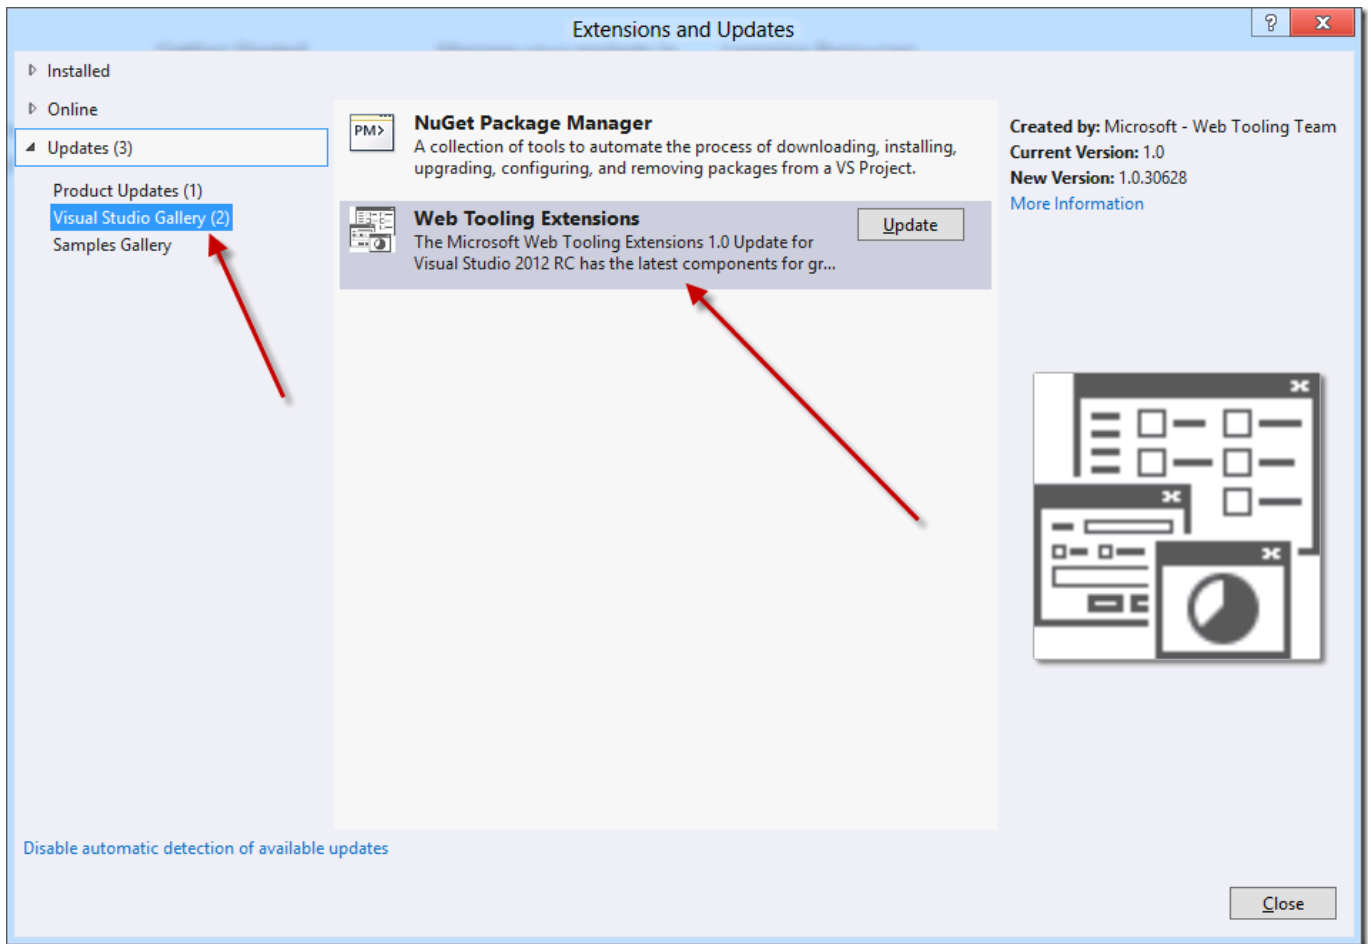 Extensions and Updates
?
Installed
Online
Updates (3)
Product Updates (1)
Visual Studio Gallery (2)
Samples Gallery
PM>
NuGet Package Manager
A collection of tools to automate the process of downloading, installing,
upgrading, configuring, and removing packages from a VS Project.
Web Tooling Extensions
Update
The Microsoft Web Tooling Extensions 1.0 Update for
Visual Studio 2012 RC has the latest components for gr...
Created by: Microsoft - Web Tooling Team
Current Version: 1.0
New Version: 1.0.30628
More Information
Disable automatic detection of available updates
Close